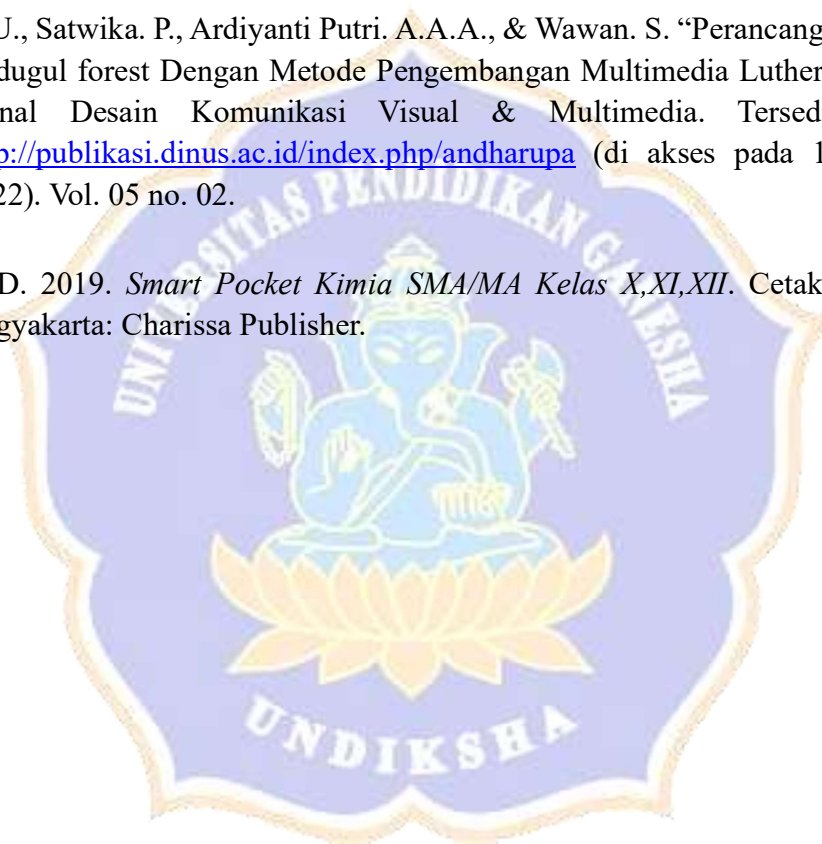 J., Satwika. P., Ardiyanti Putri. A.A.A., & Wawan. S. “Perancang
dugul forest Dengan Metode Pengembangan Multimedia Luther
nal Desain Komunikasi Visual & Multimedia. Tersed
p://publikasi.dinus.ac.id/index.php/andharupa (di akses pada 1
22). Vol. 05 no. 02.
D. 2019. Smart Pocket Kimia SMA/MA Kelas X,XI,XII. Cetak
gyakarta: Charissa Publisher.
UNIVERSITAS PENDIDIKAN GANESHA
UNDIKSHA